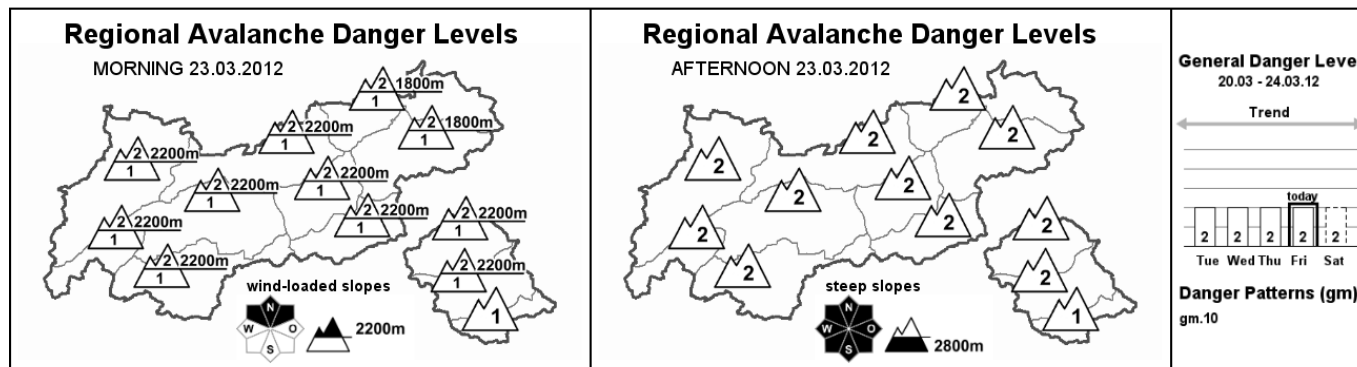 Regional Avalanche Danger Levels
MORNING 23.03.2012
2 1800m
1
2 2200m
1
2 1800m
1
2 2200m
1
2 2200m
1
2 2200m
1
2 2200m
1
2 2200m
1
2 2200m
1
2 2200m
1
2 2200m
1
1
wind-loaded slopes
N
W O
S
2200m
Regional Avalanche Danger Levels
AFTERNOON 23.03.2012
2
2
2
2
2
2
2
2
2
2
2
1
steep slopes
N
W O
S
2800m
General Danger Leve
20.03 - 24.03.12
Trend
today
2 2 2 2 2
Tue Wed Thu Fri Sat
Danger Patterns (gm)
gm.10